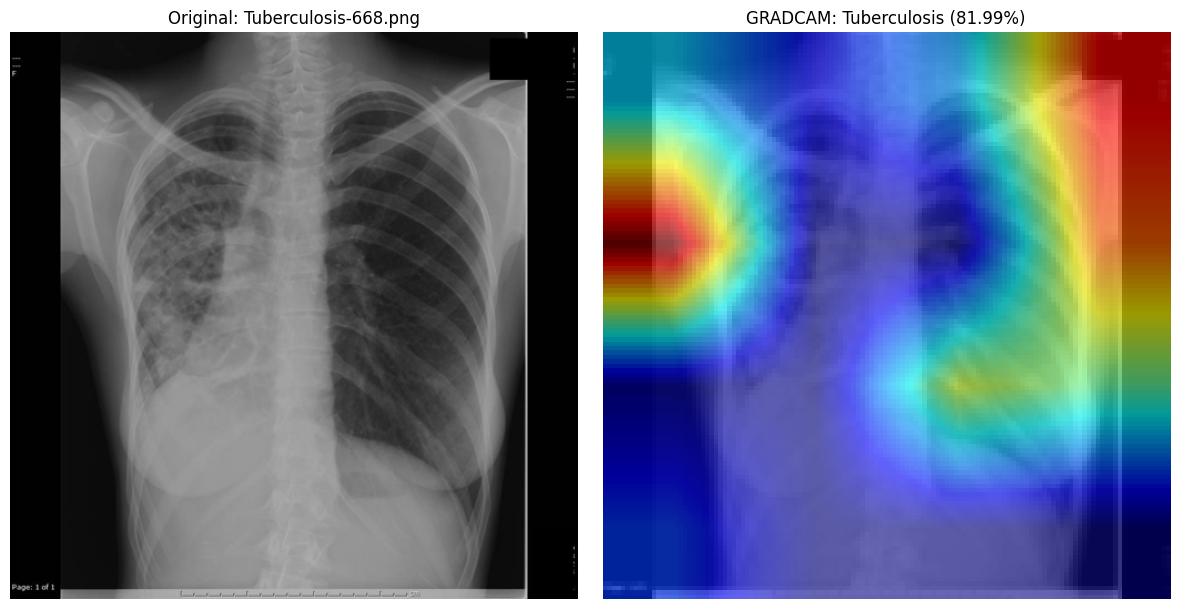 Original: Tuberculosis-668.png
GRADCAM: Tuberculosis (81.99%)
F
Page: 1 of 1